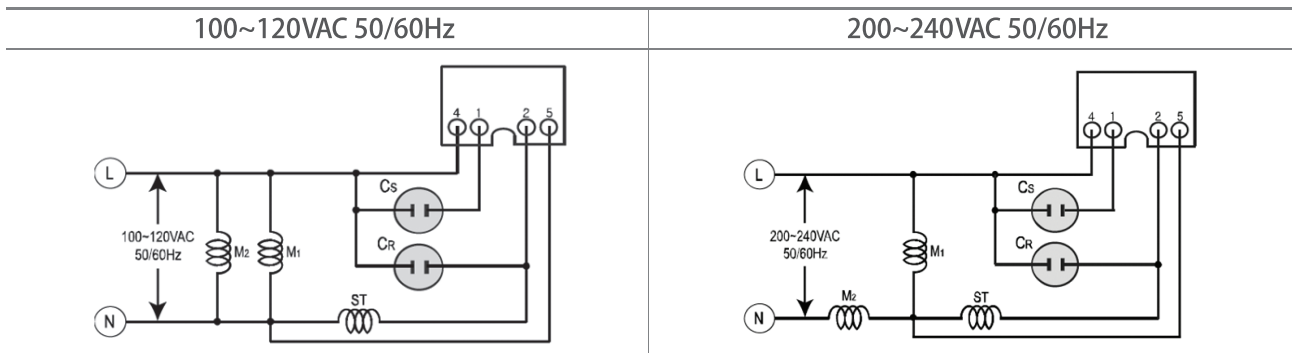 100~120VAC 50/60Hz
200~240VAC 50/60Hz
4 1 2 5
L
Cs
100~120VAC
50/60Hz
M2
M1
CR
ST
N
4 1 2 5
L
Cs
200~240VAC
50/60Hz
M1
CR
M2
ST
N